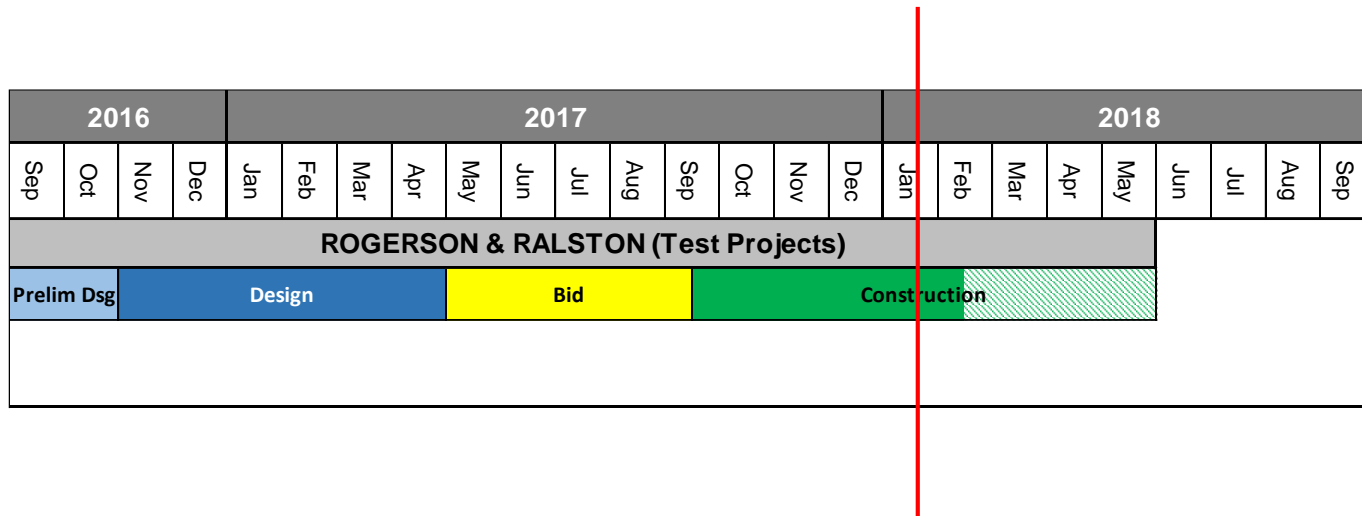 2016 2017 2018
Sep Oct Nov Dec Jan Feb Mar Apr May Jun Jul Aug Sep Oct Nov Dec Jan Feb Mar Apr May Jun Jul Aug Sep
ROGERSON & RALSTON (Test Projects)
Prelim Dsg Design Bid Construction